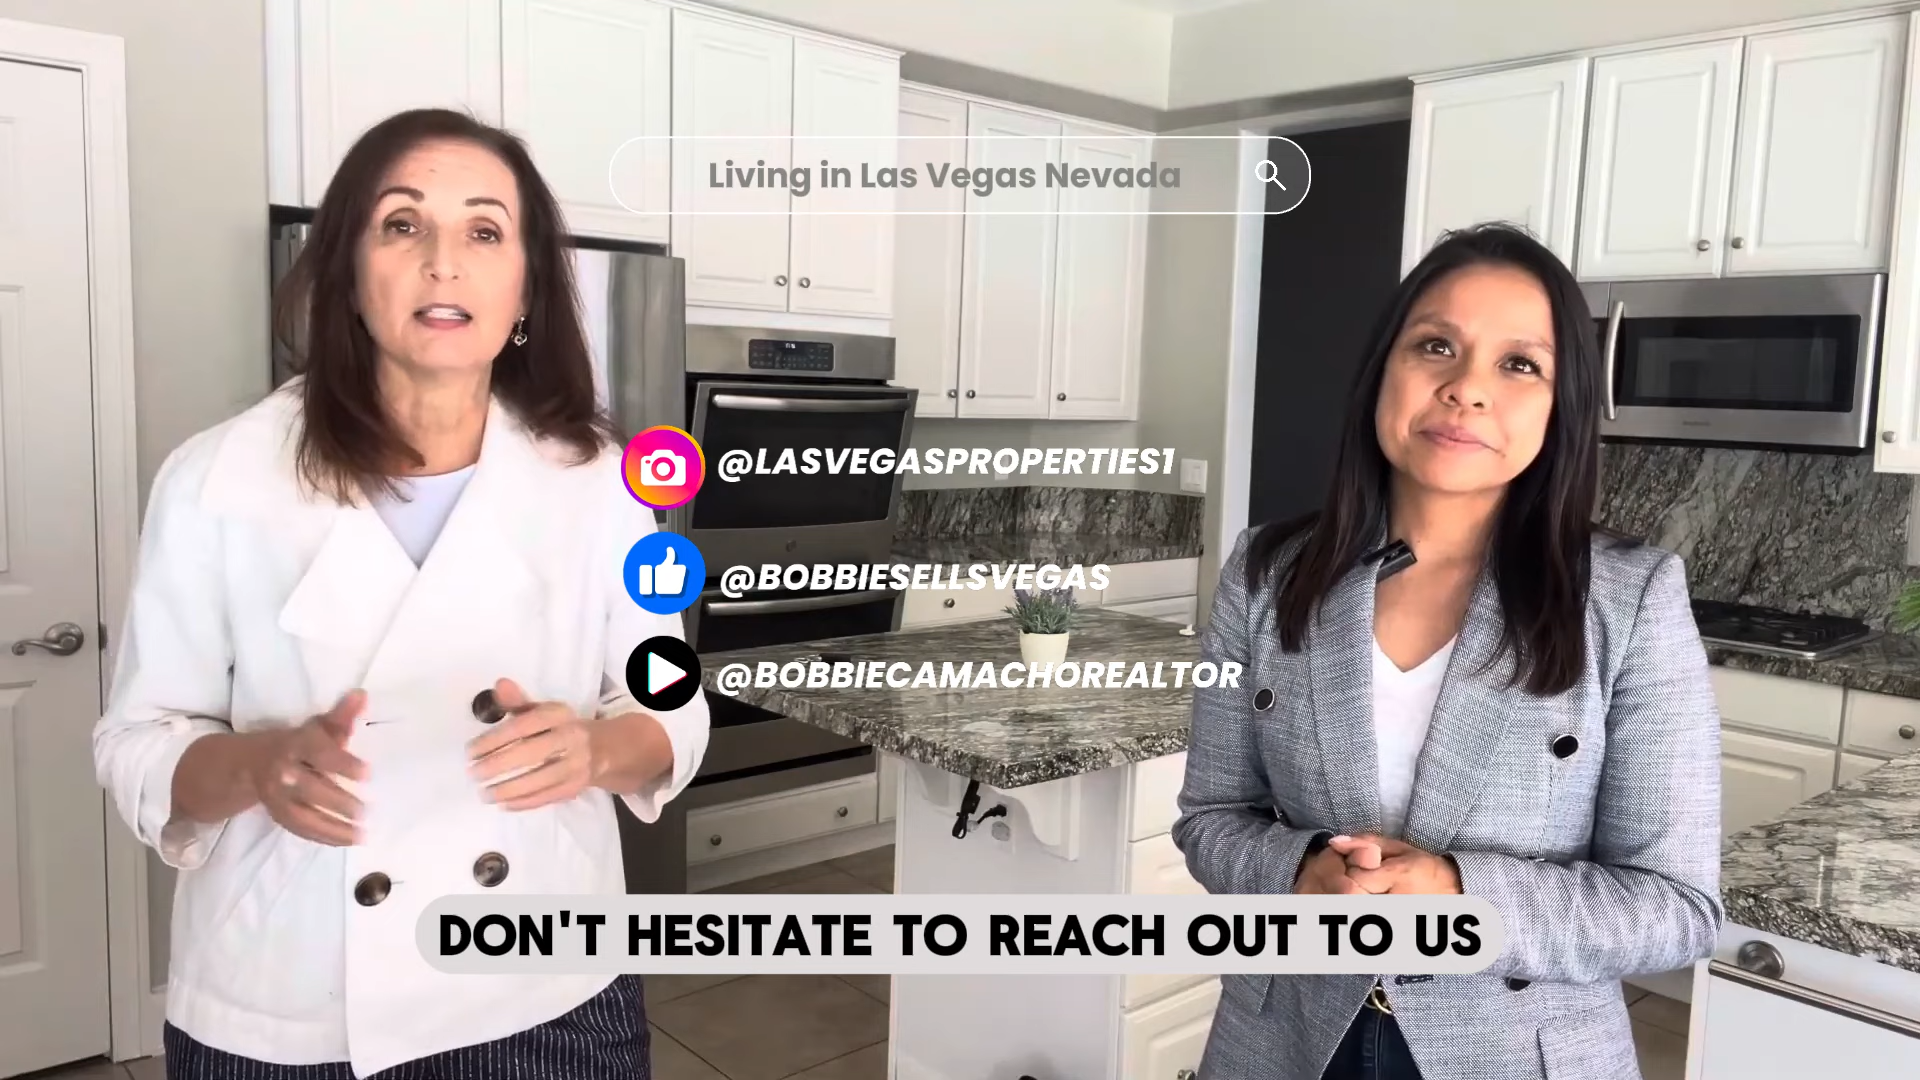 Living in Las Vegas Nevada
@LASVEGASPROPERTIES1
@BOBBIESELLSVEGAS
@BOBBIECAMACHOREALTOR
DON'T HESITATE TO REACH OUT TO US